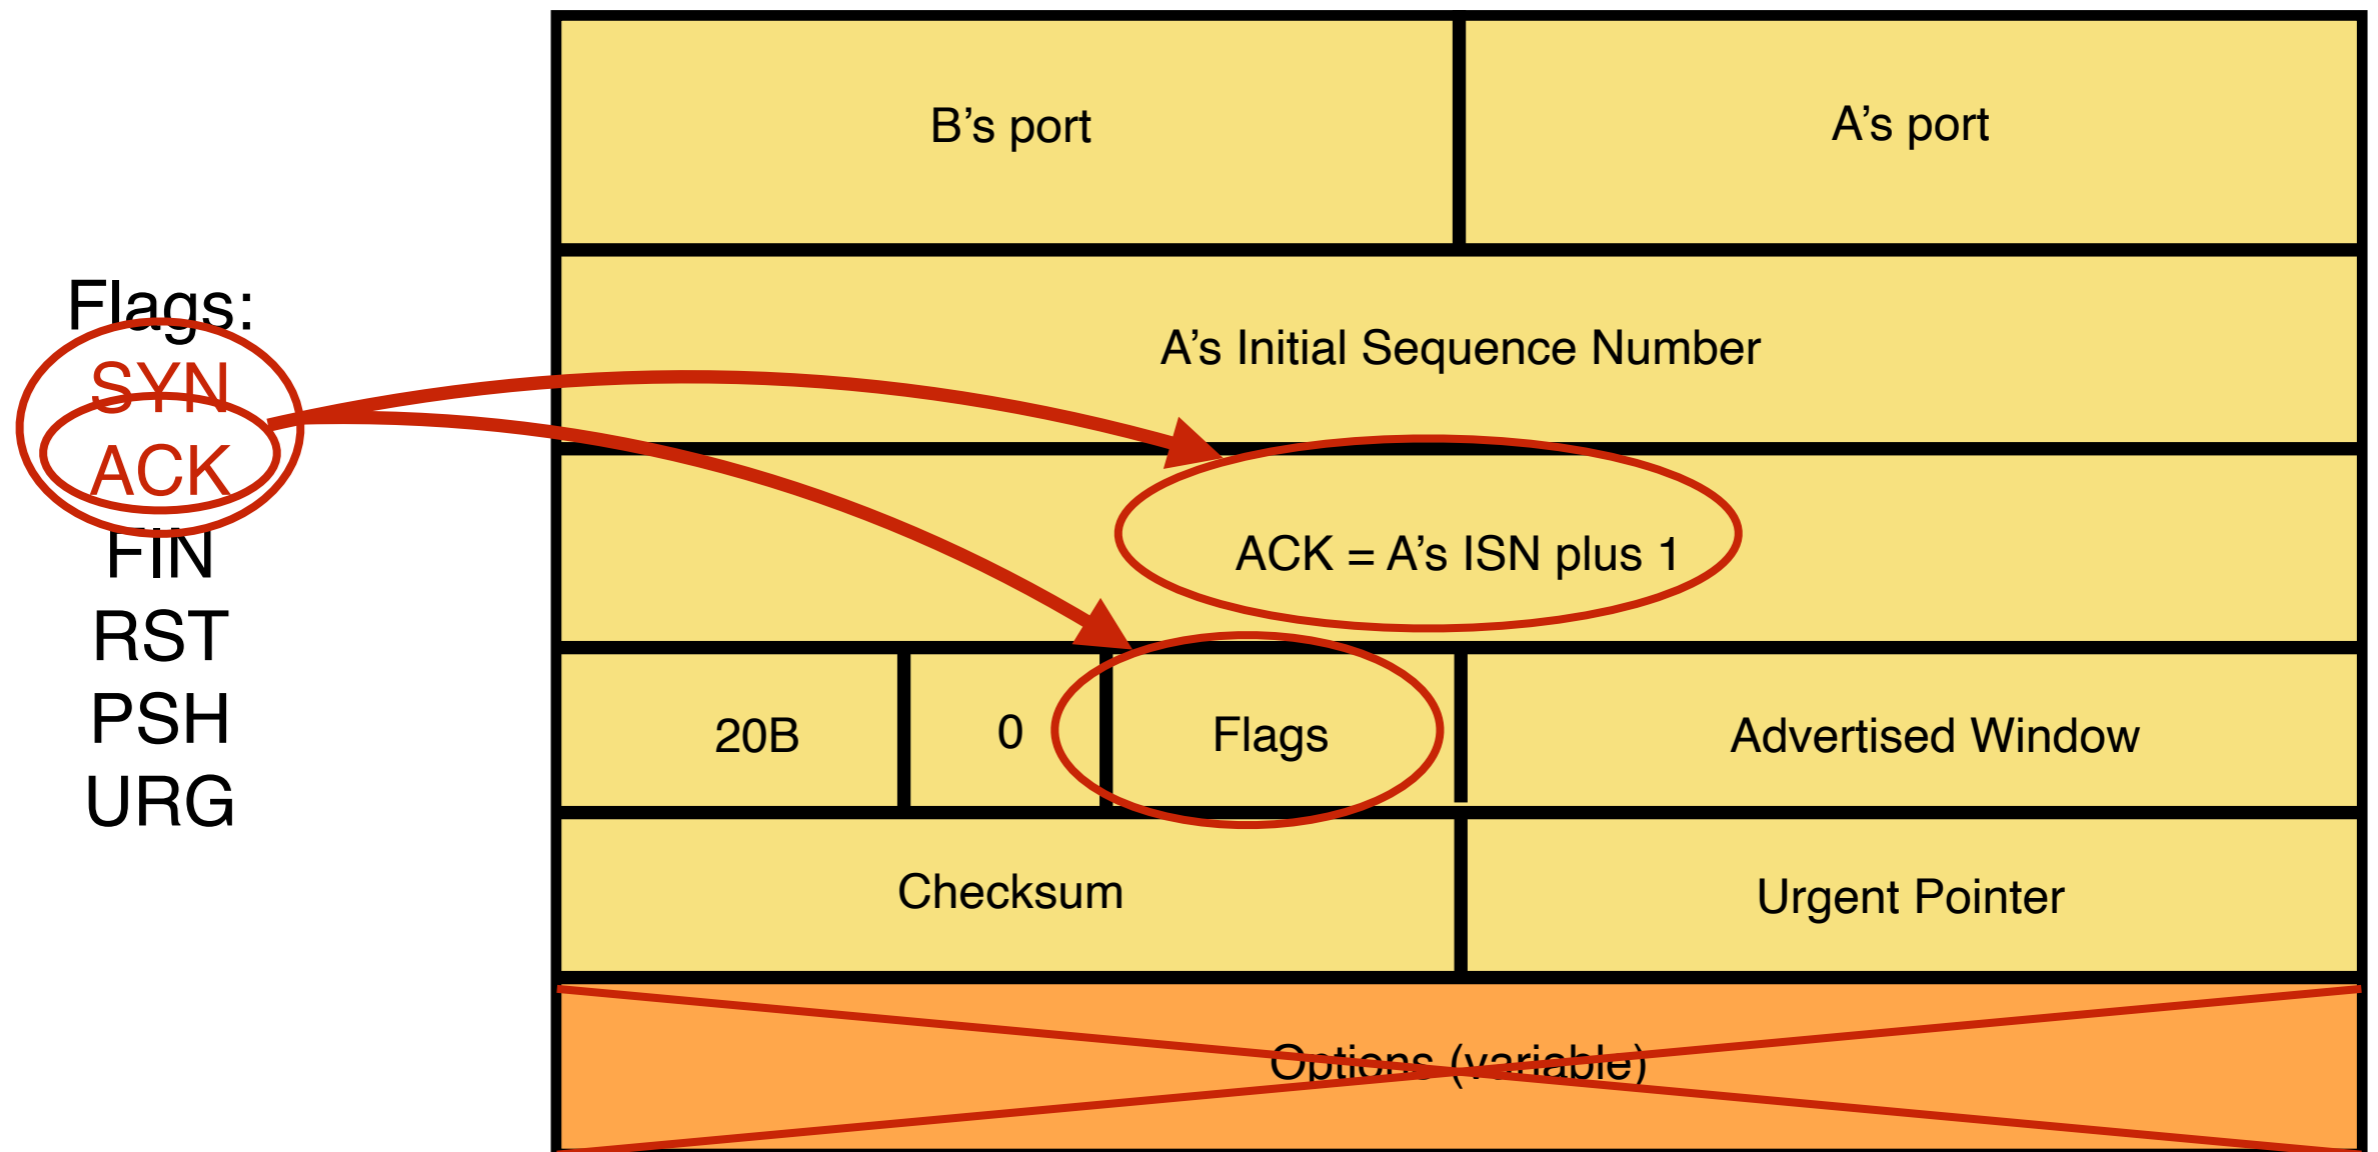 Flags:
SYN
ACK
FIN
RST
PSH
URG
B’s port
A’s port
A’s Initial Sequence Number
ACK = A’s ISN plus 1
20B
0
Flags
Advertised Window
Checksum
Urgent Pointer
Options (variable)